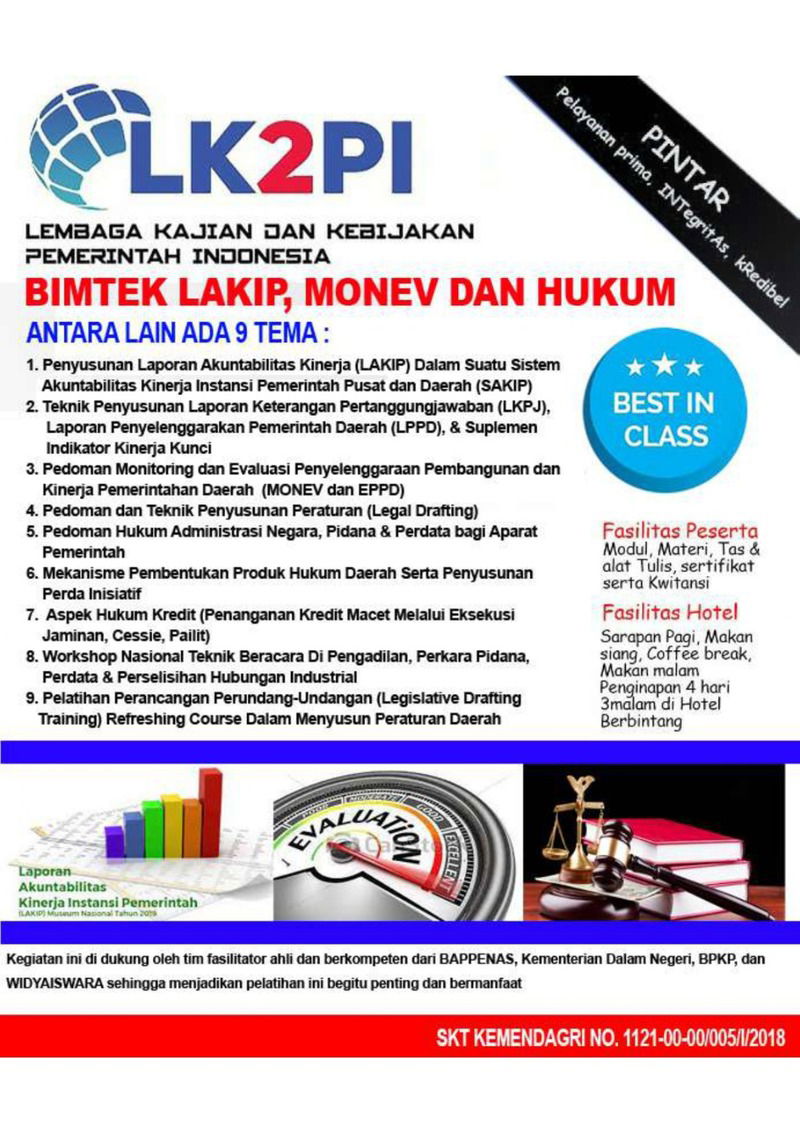 LK2PI
LEMBAGA KAJIAN DAN KEBIJAKAN
PEMERINTAH INDONESIA
PINTAR
Pelayanan prima, INTegritAs, kRedibel
BIMTEK LAKIP, MONEV DAN HUKUM
ANTARA LAIN ADA 9 TEMA :
1. Penyusunan Laporan Akuntabilitas Kinerja (LAKIP) Dalam Suatu Sistem
Akuntabilitas Kinerja Instansi Pemerintah Pusat dan Daerah (SAKIP)
2. Teknik Penyusunan Laporan Keterangan Pertanggungjawaban (LKPJ),
Laporan Penyelenggarakan Pemerintah Daerah (LPPD), & Suplemen
Indikator Kinerja Kunci
3. Pedoman Monitoring dan Evaluasi Penyelenggaraan Pembangunan dan
Kinerja Pemerintahan Daerah (MONEV dan EPPD)
4. Pedoman dan Teknik Penyusunan Peraturan (Legal Drafting)
5. Pedoman Hukum Administrasi Negara, Pidana & Perdata bagi Aparat
Pemerintah
6. Mekanisme Pembentukan Produk Hukum Daerah Serta Penyusunan
Perda Inisiatif
7. Aspek Hukum Kredit (Penanganan Kredit Macet Melalui Eksekusi
Jaminan, Cessie, Pailit)
8. Workshop Nasional Teknik Beracara Di Pengadilan, Perkara Pidana,
Perdata & Perselisihan Hubungan Industrial
9. Pelatihan Perancangan Perundang-Undangan (Legislative Drafting
Training) Refreshing Course Dalam Menyusun Peraturan Daerah
BEST IN
CLASS
Fasilitas Peserta
Modul, Materi, Tas &
alat Tulis, sertifikat
serta Kwitansi
Fasilitas Hotel
Sarapan Pagi, Makan
siang, Coffee break,
Makan malam
Penginapan 4 hari
3malam di Hotel
Berbintang
Laporan
Akuntabilitas
Kinerja Instansi Pemerintah
(LAKIP) Museum Nasional Tahun 2019
POOR
MODERATE
GOOD
EXCELLENT
EVALUATION
Kegiatan ini di dukung oleh tim fasilitator ahli dan berkompeten dari BAPPENAS, Kementerian Dalam Negeri, BPKP, dan
WIDYAISWARA sehingga menjadikan pelatihan ini begitu penting dan bermanfaat
SKT KEMENDAGRI NO. 1121-00-00/005/I/2018